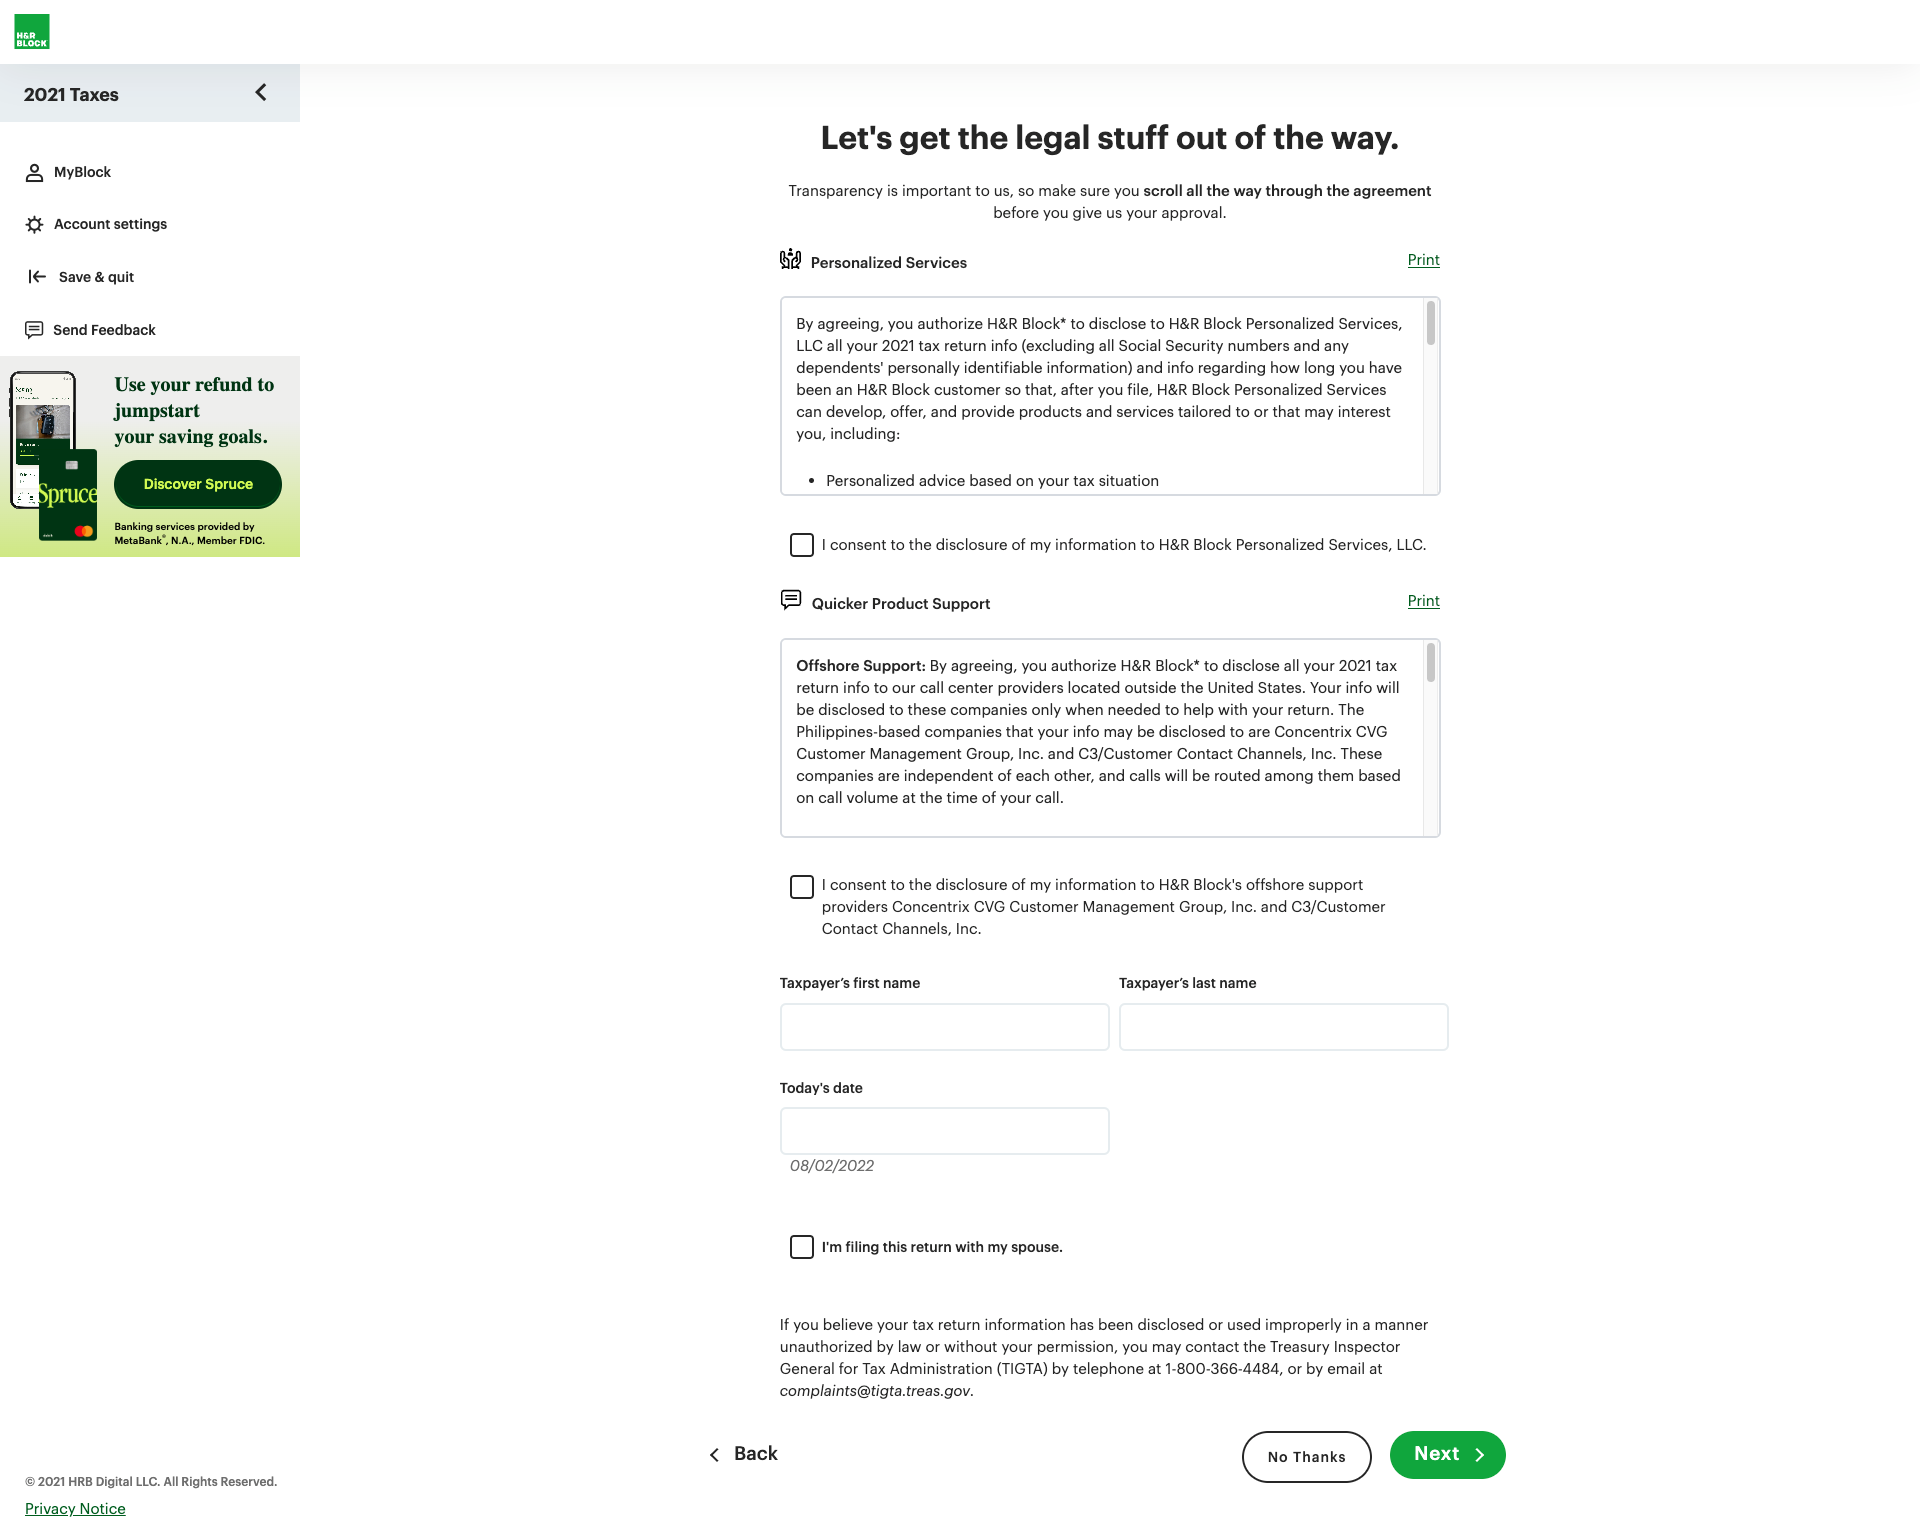 H&R
BLOCK
2021 Taxes
MyBlock
Account settings
Save & quit
Send Feedback
Use your refund to
jumpstart
your saving goals.
Spruce
Discover Spruce
Banking services provided by
MetaBank®, N.A., Member FDIC.
Let's get the legal stuff out of the way.
Transparency is important to us, so make sure you scroll all the way through the agreement
before you give us your approval.
Personalized Services
Print
By agreeing, you authorize H&R Block* to disclose to H&R Block Personalized Services,
LLC all your 2021 tax return info (excluding all Social Security numbers and any
dependents' personally identifiable information) and info regarding how long you have
been an H&R Block customer so that, after you file, H&R Block Personalized Services
can develop, offer, and provide products and services tailored to or that may interest
you, including:
• Personalized advice based on your tax situation
I consent to the disclosure of my information to H&R Block Personalized Services, LLC.
Quicker Product Support
Print
Offshore Support: By agreeing, you authorize H&R Block* to disclose all your 2021 tax
return info to our call center providers located outside the United States. Your info will
be disclosed to these companies only when needed to help with your return. The
Philippines-based companies that your info may be disclosed to are Concentrix CVG
Customer Management Group, Inc. and C3/Customer Contact Channels, Inc. These
companies are independent of each other, and calls will be routed among them based
on call volume at the time of your call.
I consent to the disclosure of my information to H&R Block's offshore support
providers Concentrix CVG Customer Management Group, Inc. and C3/Customer
Contact Channels, Inc.
Taxpayer’s first name
Taxpayer’s last name
Today's date
08/02/2022
I'm filing this return with my spouse.
If you believe your tax return information has been disclosed or used improperly in a manner
unauthorized by law or without your permission, you may contact the Treasury Inspector
General for Tax Administration (TIGTA) by telephone at 1-800-366-4484, or by email at
complaints@tigta.treas.gov.
Back
No Thanks
Next
© 2021 HRB Digital LLC. All Rights Reserved.
Privacy Notice